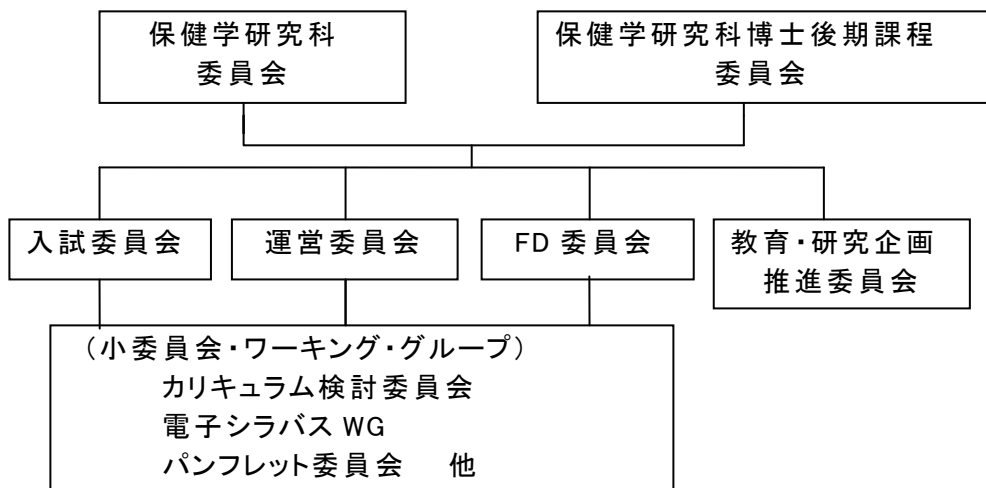 保健学研究科
委員会
保健学研究科博士後期課程
委員会
入試委員会
運営委員会
FD 委員会
教育・研究企画
推進委員会
(小委員会・ワーキング・グループ)
カリキュラム検討委員会
電子シラバス WG
パンフレット委員会　他